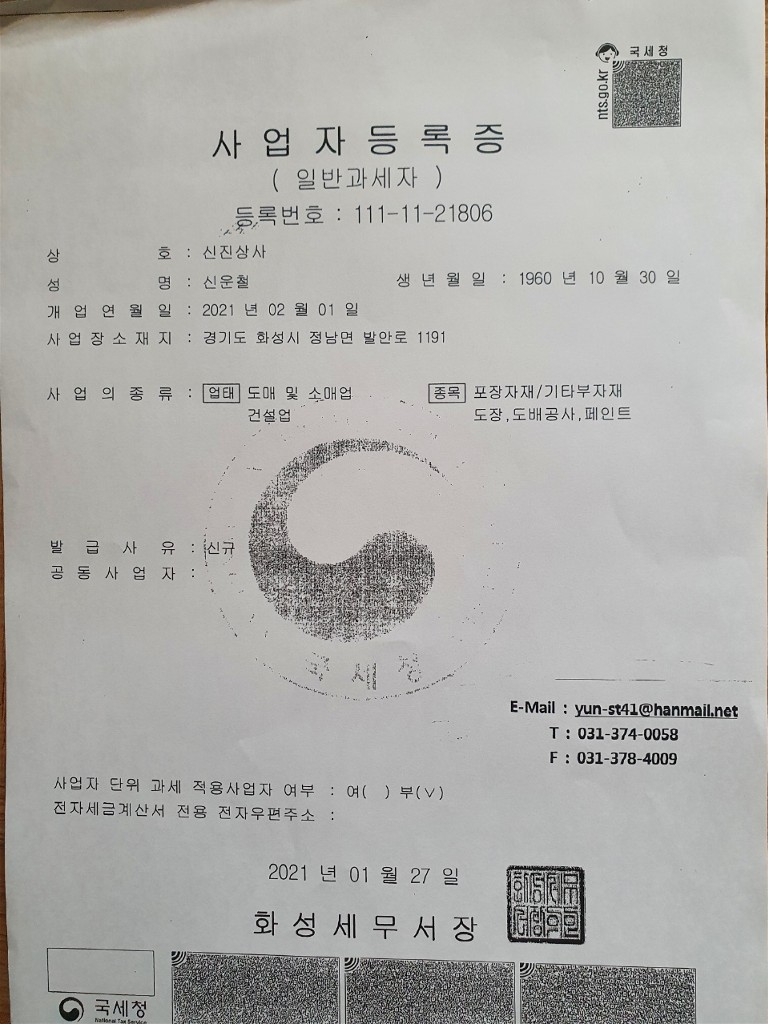 국세청
nts.go.kr
사업자등록증
( 일반과세자 )
등록번호 : 111-11-21806
상 호 : 신진상사
성 명 : 신운철 생 년 월 일 : 1960 년 10 월 30 일
개 업 연 월 일 : 2021 년 02 월 01 일
사 업 장 소 재 지 : 경기도 화성시 정남면 발안로 1191
사 업 의 종 류 : 업태 도매 및 소매업 종목 포장자재/기타부자재
건설업 도장,도배공사,페인트
발 급 사 유 : 신규
공 동 사 업 자 :
국세청
E-Mail : yun-st41@hanmail.net
T : 031-374-0058
F : 031-378-4009
사업자 단위 과세 적용사업자 여부 : 여( ) 부(∨)
전자세금계산서 전용 전자우편주소 :
2021 년 01 월 27 일
화성세무서장
국세청
National Tax Service